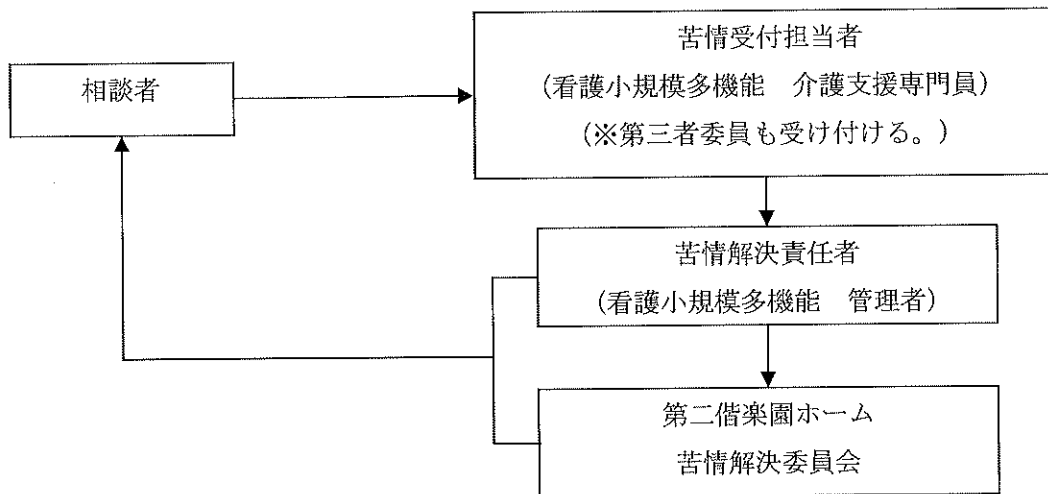 相談者
苦情受付担当者
(看護小規模多機能　介護支援専門員)
(※第三者委員も受け付ける。)
苦情解決責任者
(看護小規模多機能　管理者)
第二偕楽園ホーム
苦情解決委員会